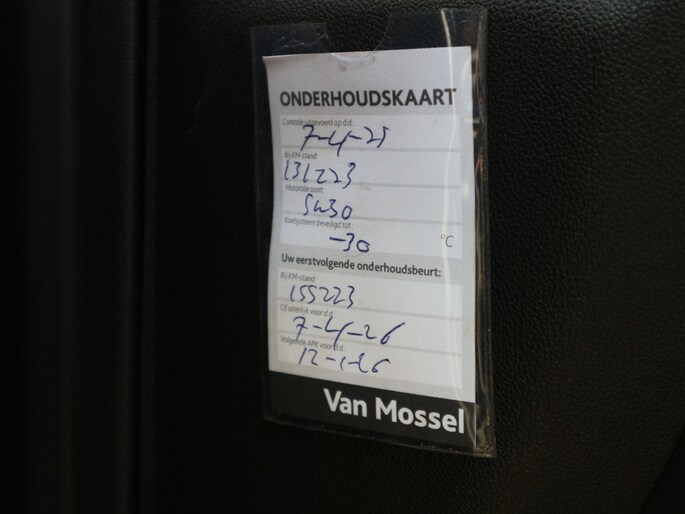 ONDERHOUDSKAART
Controle uitgevoerd op d.d.:
7-4-25
Bij KM-stand:
131223
Motorolie soort:
5w30
Koelsysteem beveiligd tot:
-30 °C
Uw eerstvolgende onderhoudsbeurt:
Bij KM-stand:
155223
Of uiterlijk voor d.d.:
7-4-26
Volgende APK voor d.d.:
12-1-26
Van Mossel